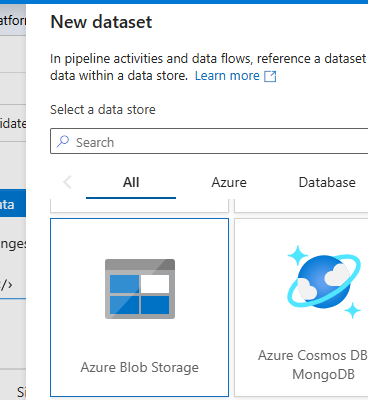 New dataset
atform
In pipeline activities and data flows, reference a dataset
data within a data store. Learn more
Select a data store
idate
Search
All Azure Database
ata
nges
</>
Azure Blob Storage
Azure Cosmos DB
MongoDB
Si